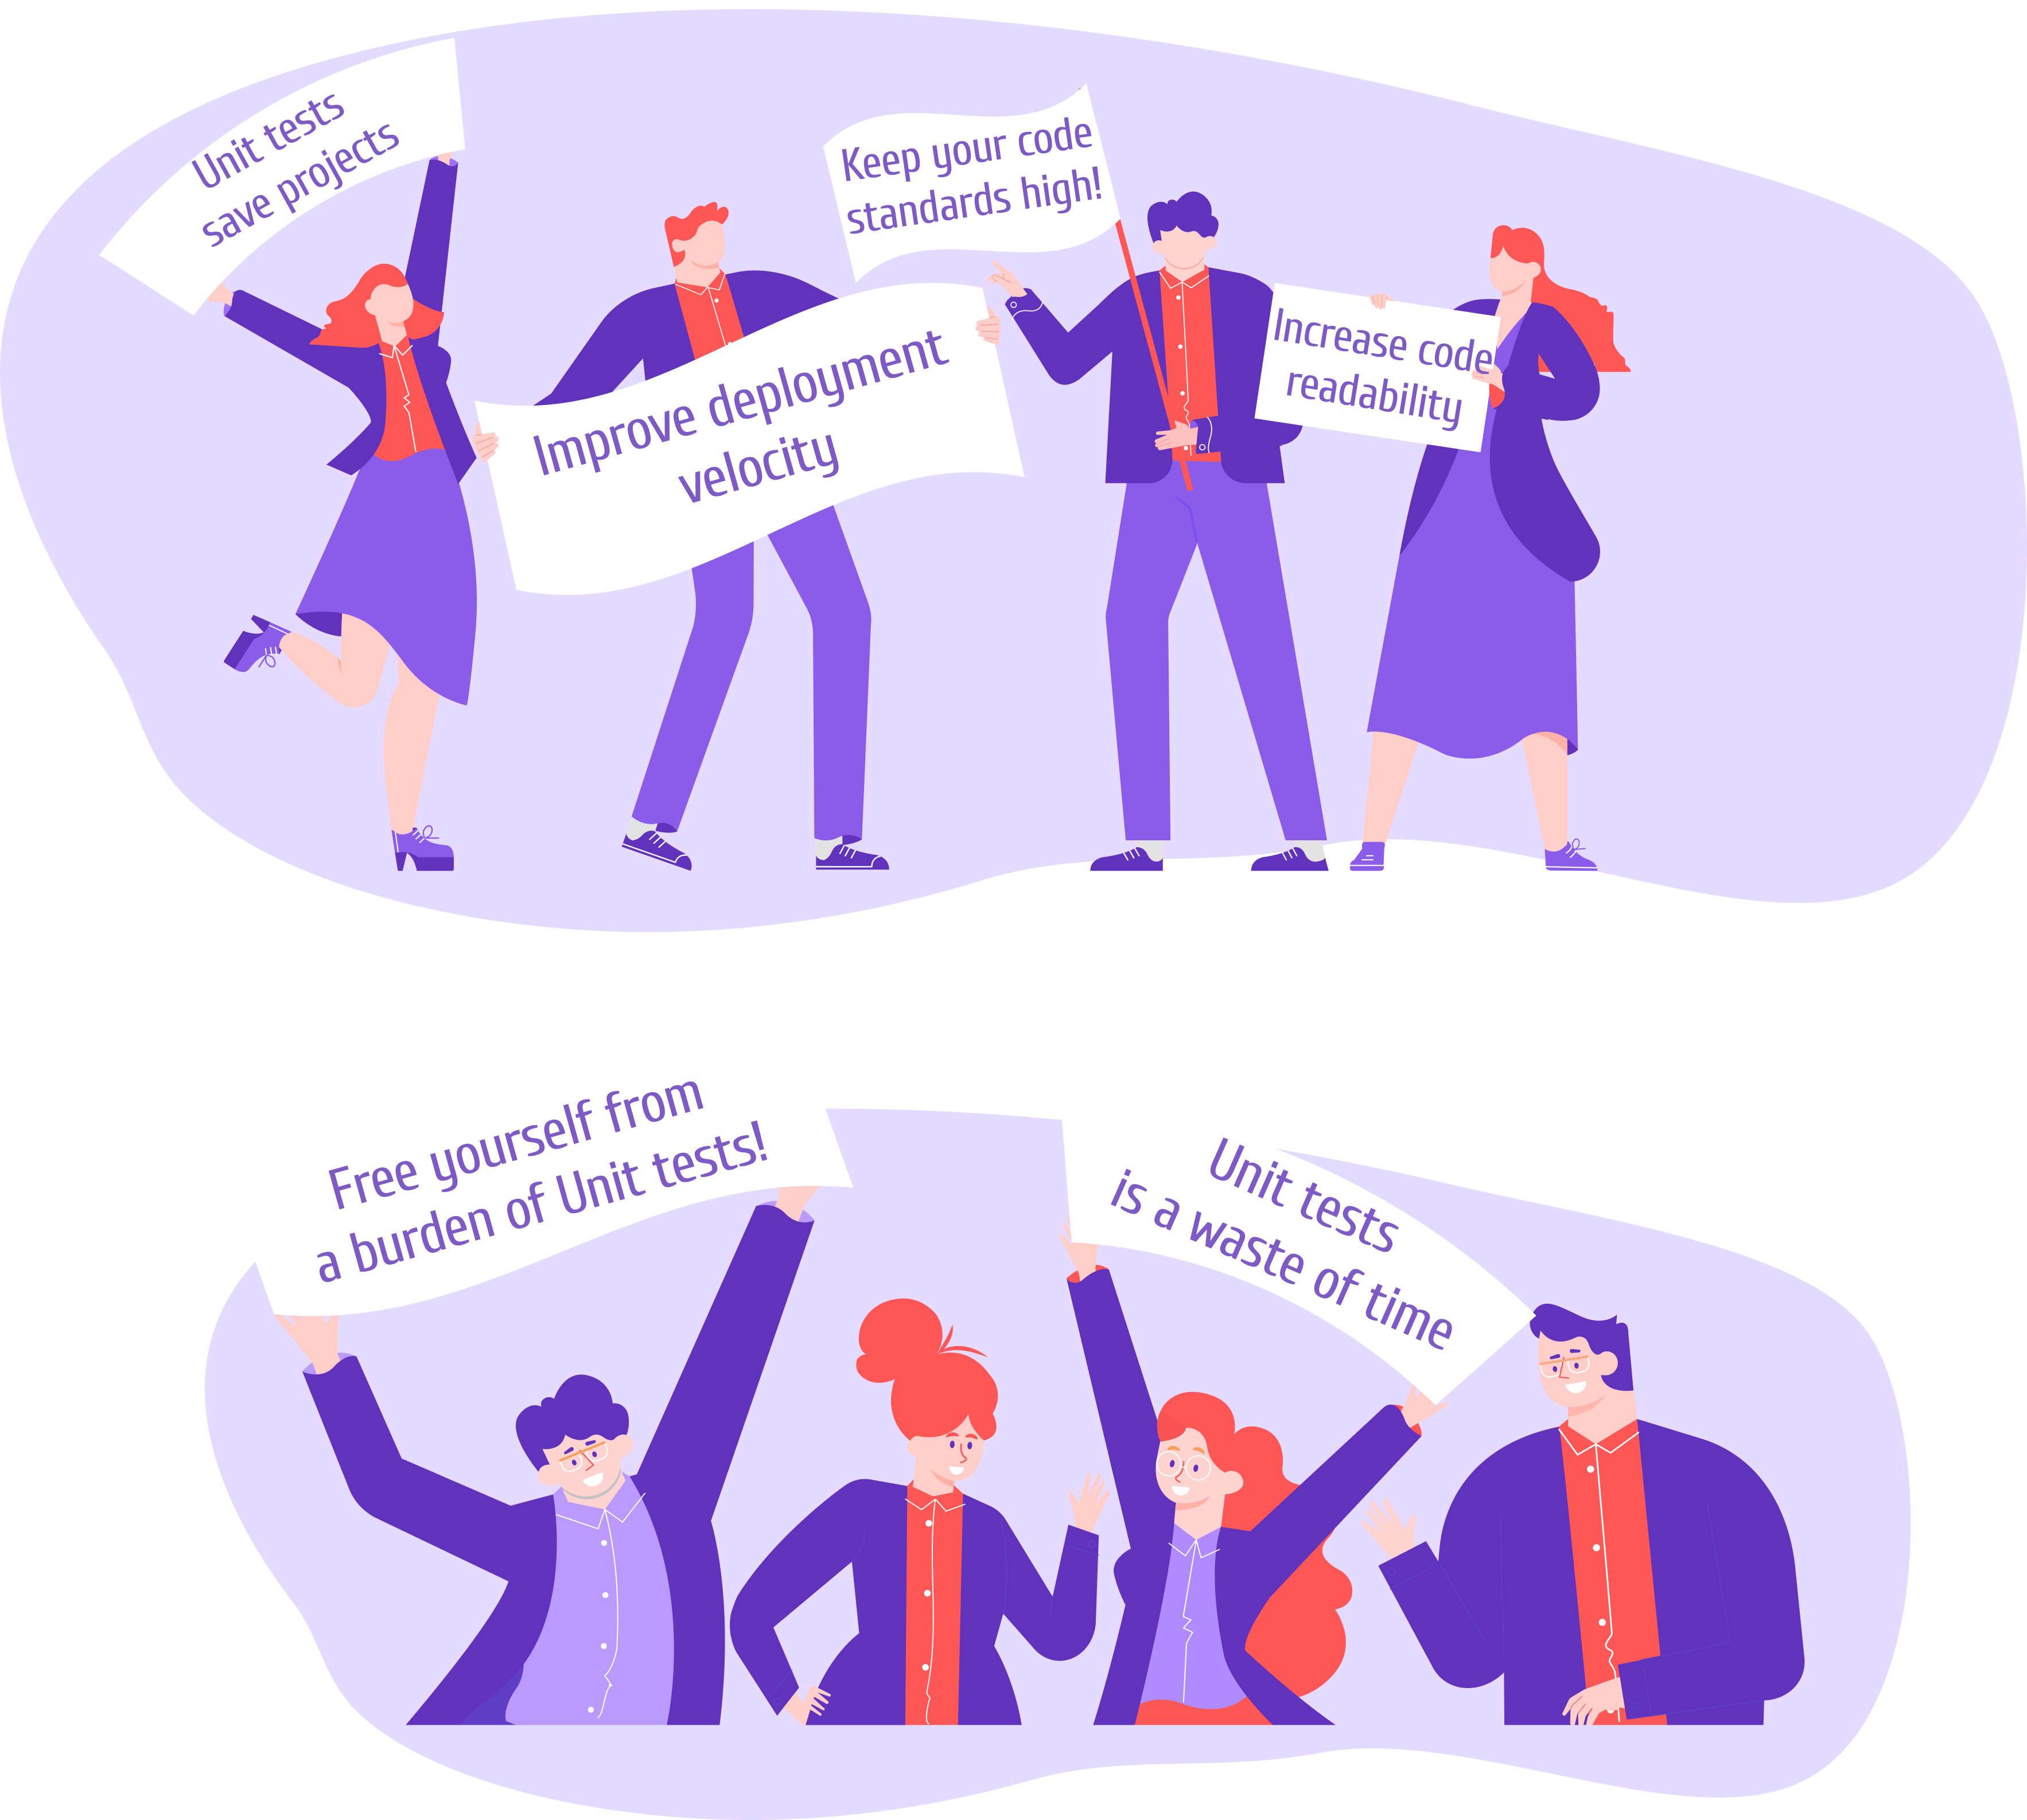 Unit tests
save projects
Keep your code
standards high!
Improve deployment
velocity
Increase code
readability
Free yourself from
a burden of Unit tests!
Unit tests
is a waste of time